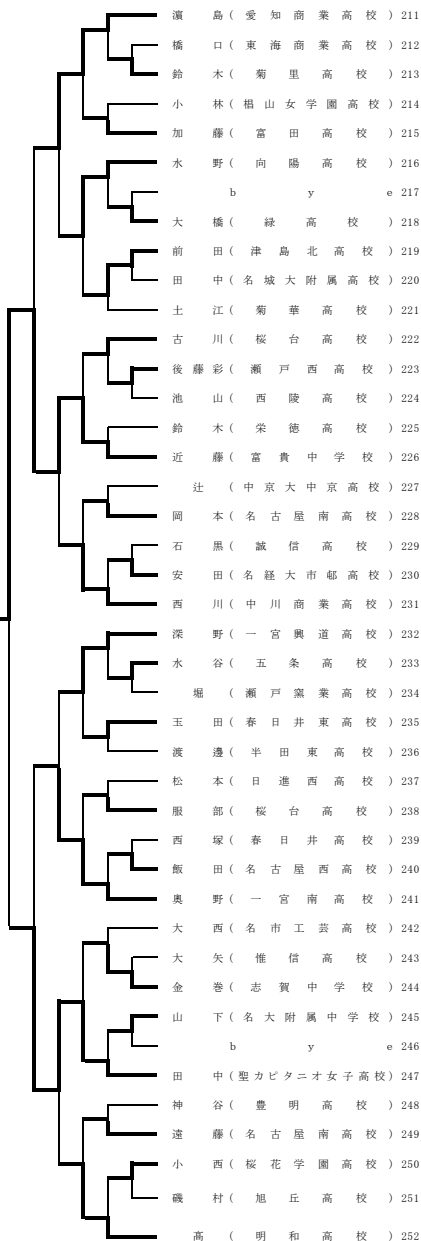 濵島(愛知商業高校)211
橋口(東海商業高校)212
鈴木(菊里高校)213
小林(椙山女学園高校)214
加藤(富田高校)215
水野(向陽高校)216
bye217
大橋(緑高校)218
前田(津島北高校)219
田中(名城大附属高校)220
土江(菊華高校)221
古川(桜台高校)222
後藤彩(瀬戸西高校)223
池山(西陵高校)224
鈴木(栄徳高校)225
近藤(富貴中学校)226
辻(中京大中京高校)227
岡本(名古屋南高校)228
石黒(誠信高校)229
安田(名経大市邨高校)230
西川(中川商業高校)231
深野(一宮興道高校)232
水谷(五条高校)233
堀(瀬戸窯業高校)234
玉田(春日井東高校)235
渡邉(半田東高校)236
松本(日進西高校)237
服部(桜台高校)238
西塚(春日井高校)239
飯田(名古屋西高校)240
奥野(一宮南高校)241
大西(名市工芸高校)242
大矢(惟信高校)243
金巻(志賀中学校)244
山下(名大附属中学校)245
bye246
田中(聖カピタニオ女子高校)247
神谷(豊明高校)248
遠藤(名古屋南高校)249
小西(桜花学園高校)250
磯村(旭丘高校)251
髙(明和高校)252